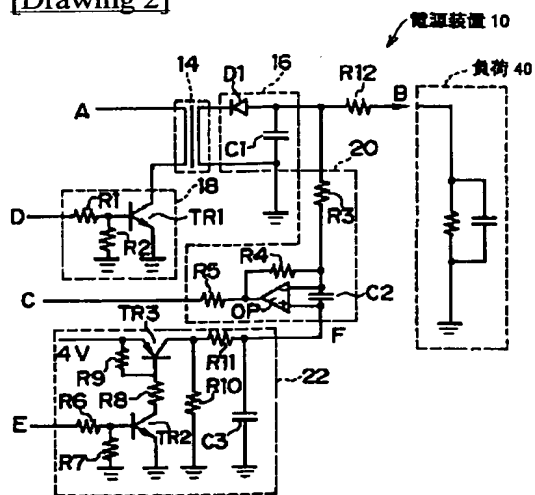 [Drawing 2]
電源装置 10
負荷 40
14
16
D1
R12
B
A
C1
20
18
R3
D
R1
TR1
R2
R4
R5
C
OP
C2
TR3
F
4V
R11
R9
22
R8
R10
R6
E
TR2
C3
R7